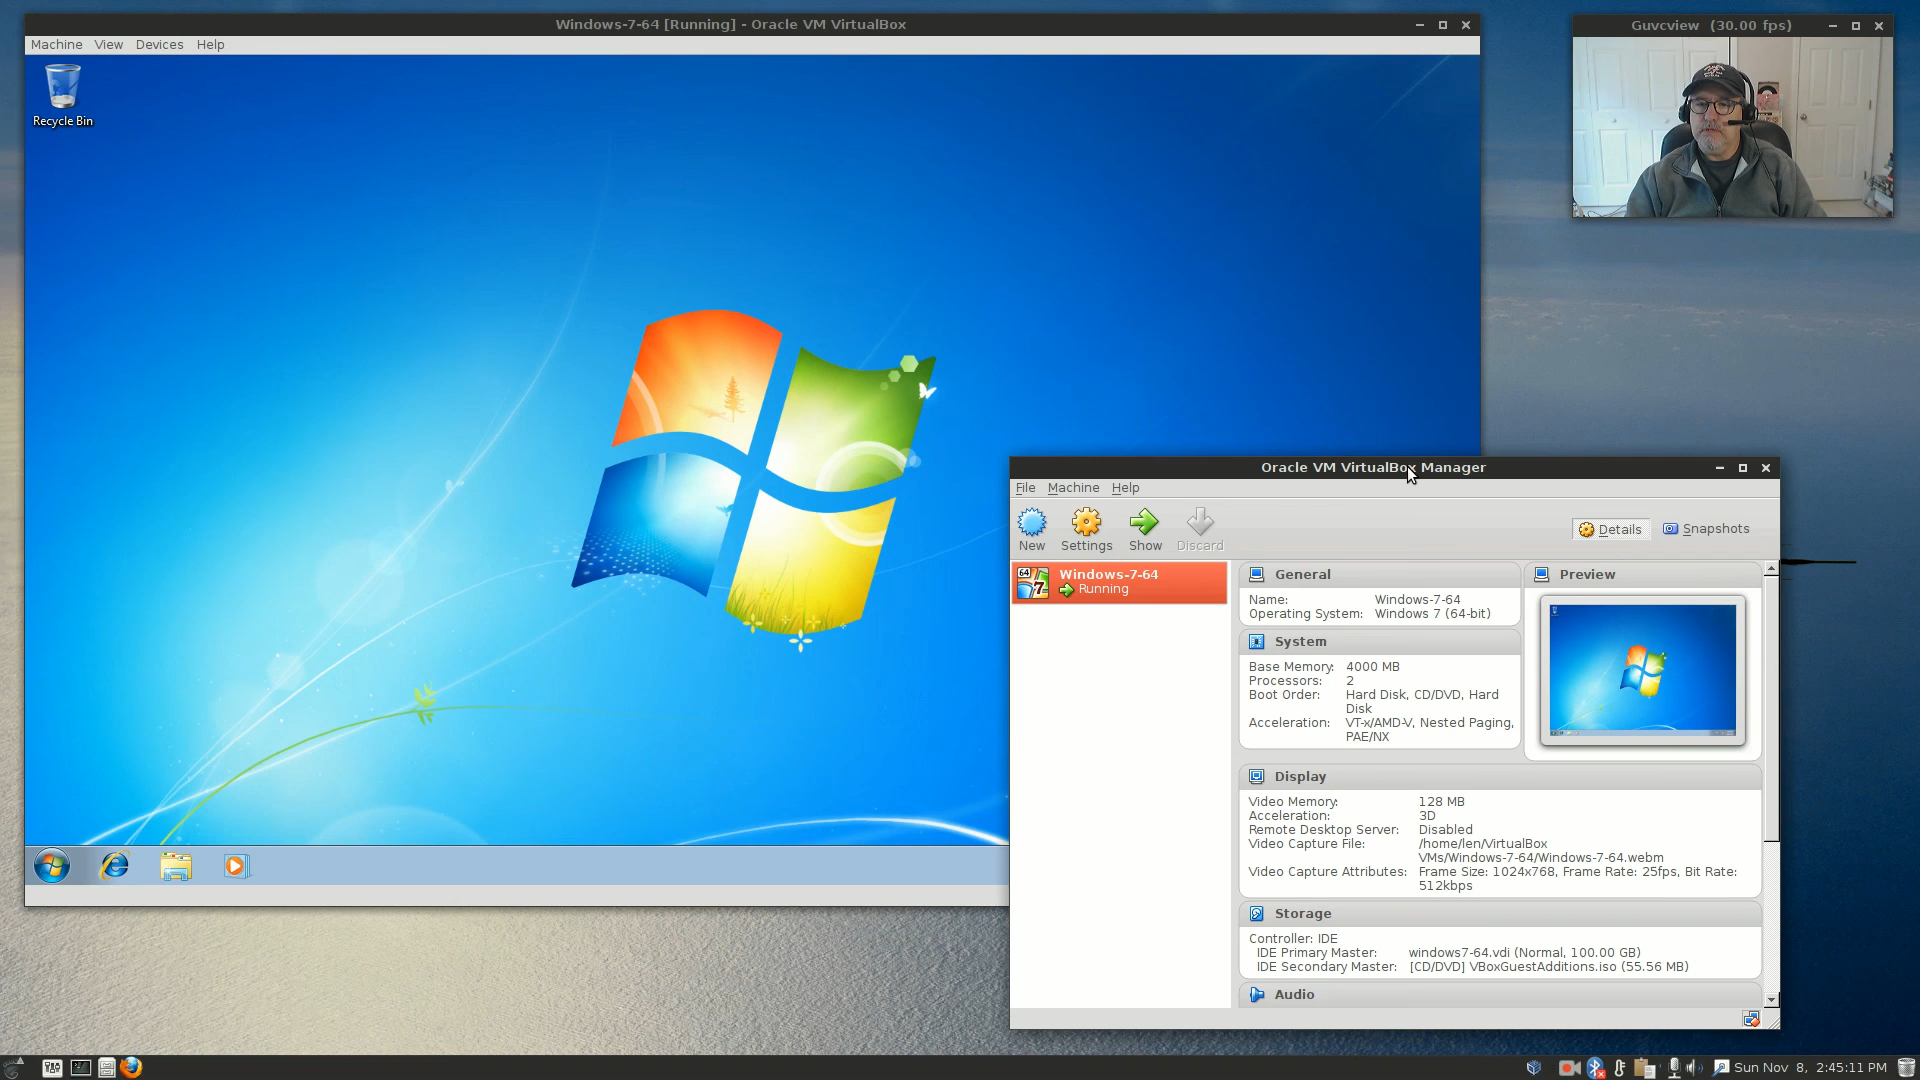 Windows-7-64 [Running] - Oracle VM VirtualBox
Machine View Devices Help
Recycle Bin
Guvcview (30.00 fps)
Oracle VM VirtualBox Manager
File Machine Help
New Settings Show Discard
Details Snapshots
64
7
Windows-7-64
Running
General
Name: Windows-7-64
Operating System: Windows 7 (64-bit)
Preview
System
Base Memory: 4000 MB
Processors: 2
Boot Order: Hard Disk, CD/DVD, Hard
Disk
Acceleration: VT-x/AMD-V, Nested Paging,
PAE/NX
Display
Video Memory: 128 MB
Acceleration: 3D
Remote Desktop Server: Disabled
Video Capture File: /home/len/VirtualBox
VMs/Windows-7-64/Windows-7-64.webm
Video Capture Attributes: Frame Size: 1024x768, Frame Rate: 25fps, Bit Rate:
512kbps
Storage
Controller: IDE
IDE Primary Master: windows7-64.vdi (Normal, 100.00 GB)
IDE Secondary Master: [CD/DVD] VBoxGuestAdditions.iso (55.56 MB)
Audio
Sun Nov 8, 2:45:11 PM